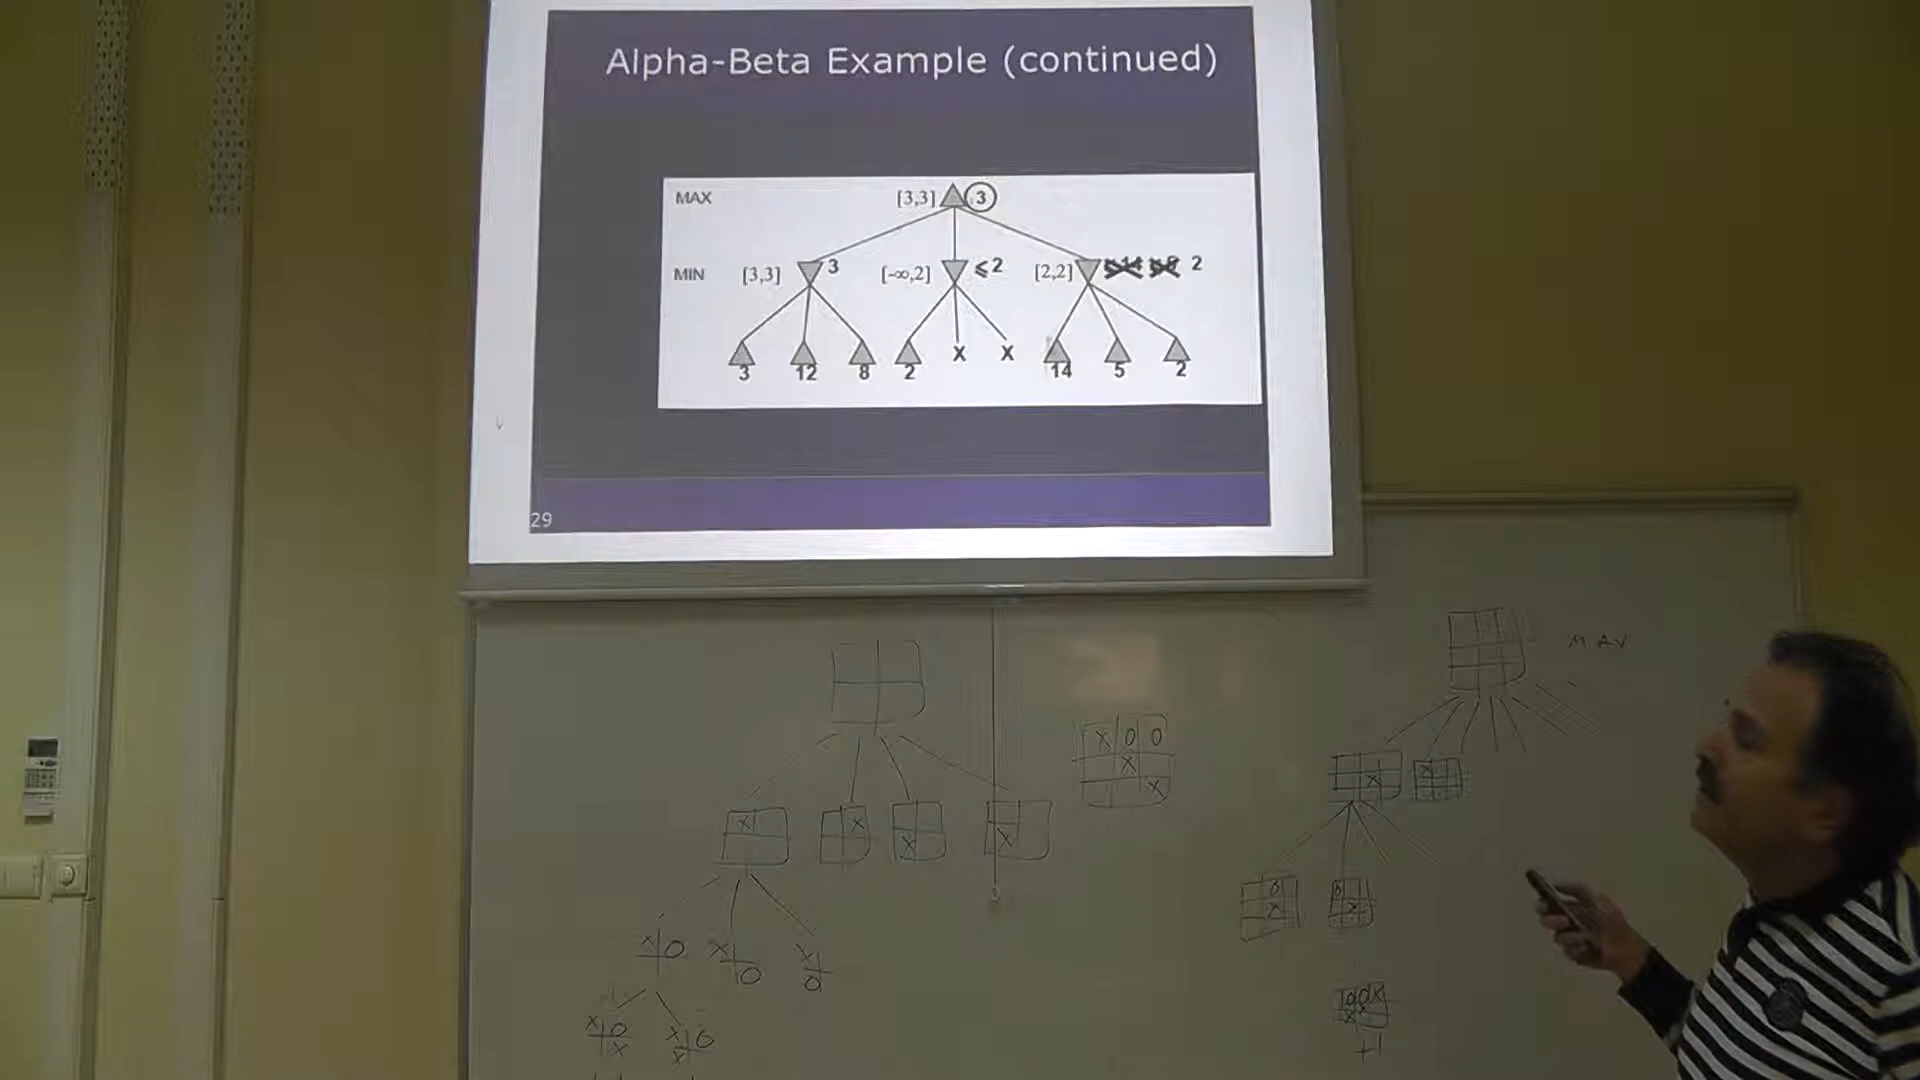 Alpha-Beta Example (continued)
MAX [3,3] 3
MIN [3,3] 3 [-∞,2] ≤2 [2,2] 2
3 12 8 2 X X 14 5 2
29
X O O
X
X
X X X X
X X
X O X O X O
O X O X
X O X X O X
+1